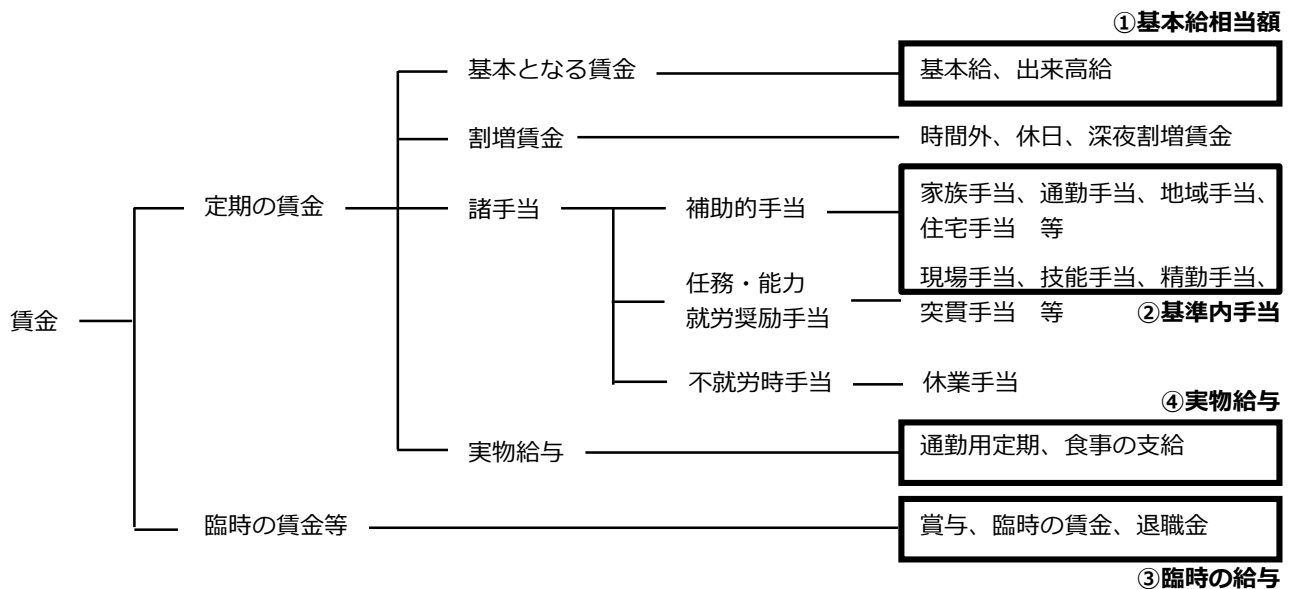 ①基本給相当額
基本となる賃金
基本給、出来高給
割増賃金
時間外、休日、深夜割増賃金
定期の賃金
諸手当
補助的手当
家族手当、通勤手当、地域手当、
住宅手当　等
任務・能力
就労奨励手当
現場手当、技能手当、精勤手当、
突貫手当　等
②基準内手当
賃金
不就労時手当
休業手当
④実物給与
実物給与
通勤用定期、食事の支給
臨時の賃金等
賞与、臨時の賃金、退職金
③臨時の給与